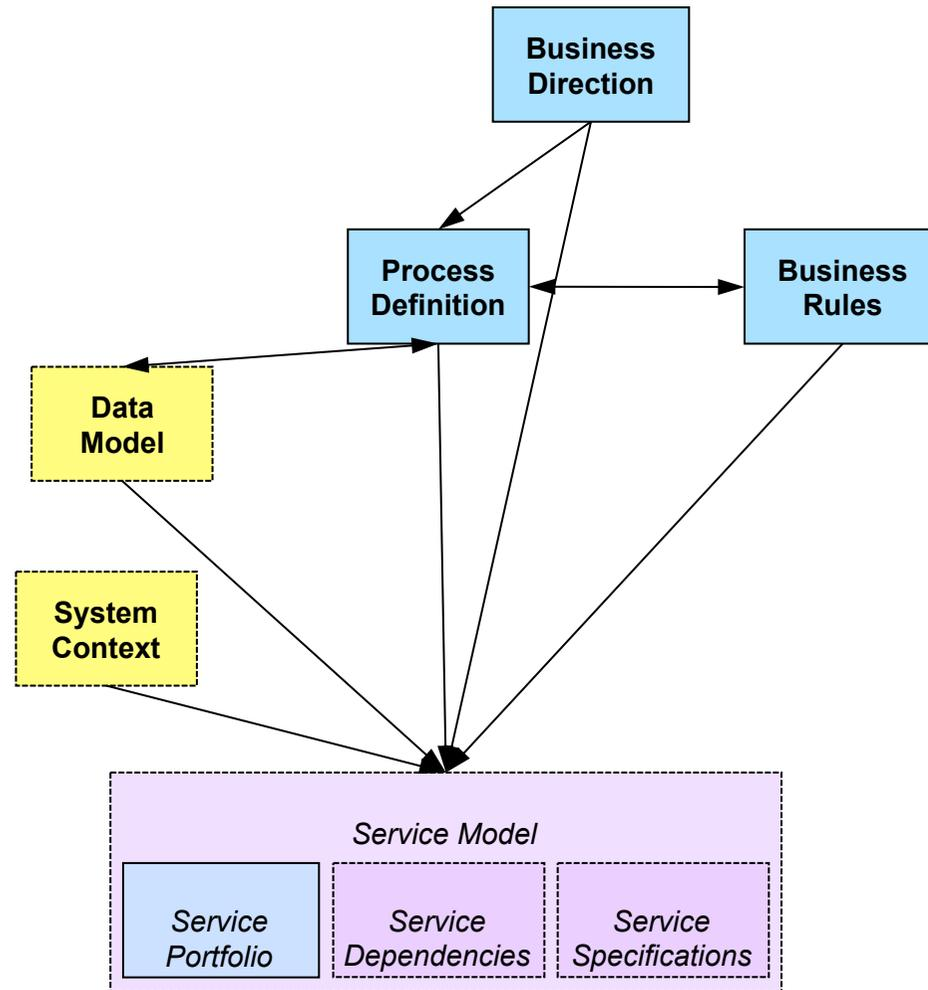 Business
Direction
Process
Definition
Business
Rules
Data
Model
System
Context
Service Model
Service
Portfolio
Service
Dependencies
Service
Specifications